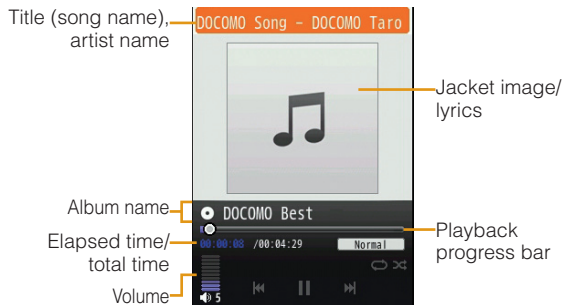 Title (song name),
artist name
DOCOMO Song – DOCOMO Taro
Jacket image/
lyrics
Album name
DOCOMO Best
Elapsed time/
total time
00:00:08 /00:04:29
Normal
Playback
progress bar
Volume
5